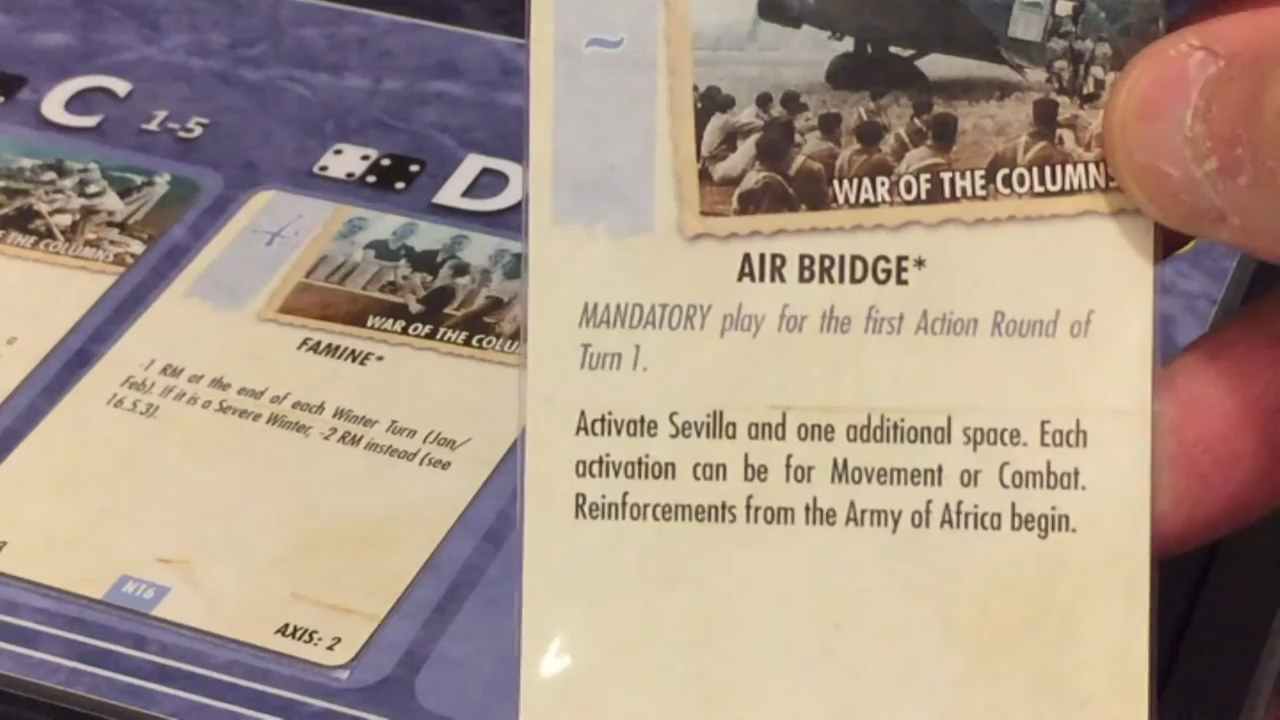 C 1-5
D
THE COLUMNS
WAR OF THE COLU
FAMINE*
-1 RM at the end of each Winter Turn (Jan/
Feb). If it is a Severe Winter, -2 RM instead (see
16.5.3).
N16
AXIS: 2
WAR OF THE COLUMNS
AIR BRIDGE*
MANDATORY play for the first Action Round of
Turn 1.
Activate Sevilla and one additional space. Each
activation can be for Movement or Combat.
Reinforcements from the Army of Africa begin.